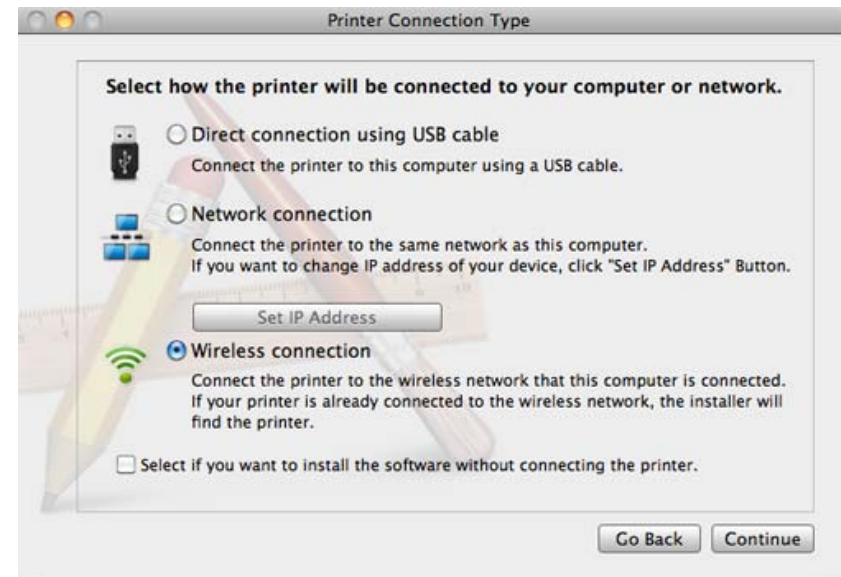 Printer Connection Type
Select how the printer will be connected to your computer or network.
Direct connection using USB cable
Connect the printer to this computer using a USB cable.
Network connection
Connect the printer to the same network as this computer.
If you want to change IP address of your device, click "Set IP Address" Button.
Set IP Address
Wireless connection
Connect the printer to the wireless network that this computer is connected.
If your printer is already connected to the wireless network, the installer will
find the printer.
Select if you want to install the software without connecting the printer.
Go Back Continue